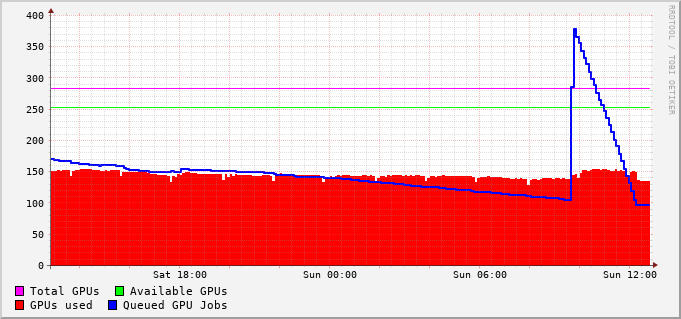 400
350
300
250
200
150
100
50
0
Sat 18:00 Sun 00:00 Sun 06:00 Sun 12:00
Total GPUs Available GPUs
GPUs used Queued GPU Jobs
RRDTOOL / TOBI OETIKER